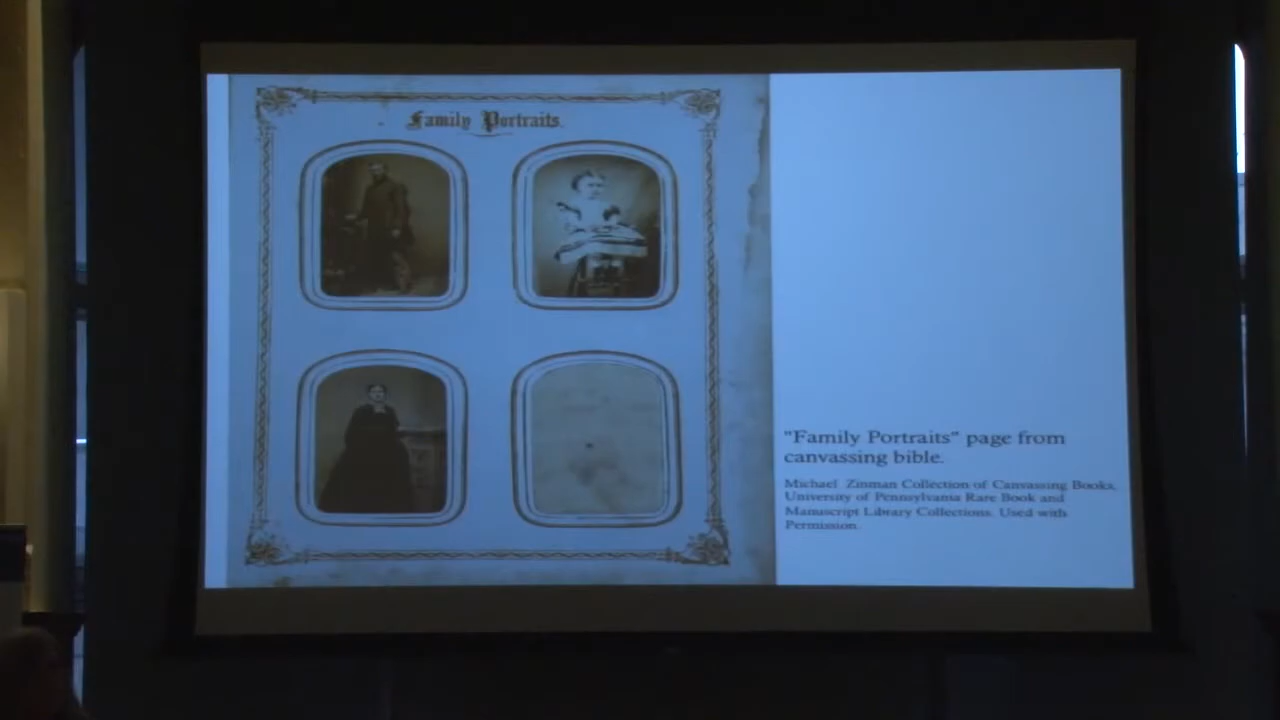 Family Portraits.
"Family Portraits" page from
canvassing bible.
Michael Zinman Collection of Canvassing Books.
University of Pennsylvania Rare Book and
Manuscript Library Collections. Used with
Permission.